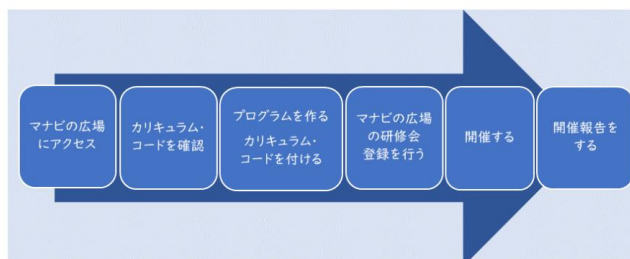 マナビの広場
にアクセス
カリキュラム・
コードを確認
プログラムを作る
カリキュラム・
コードを付ける
マナビの広場
の研修会
登録を行う
開催する
開催報告を
する